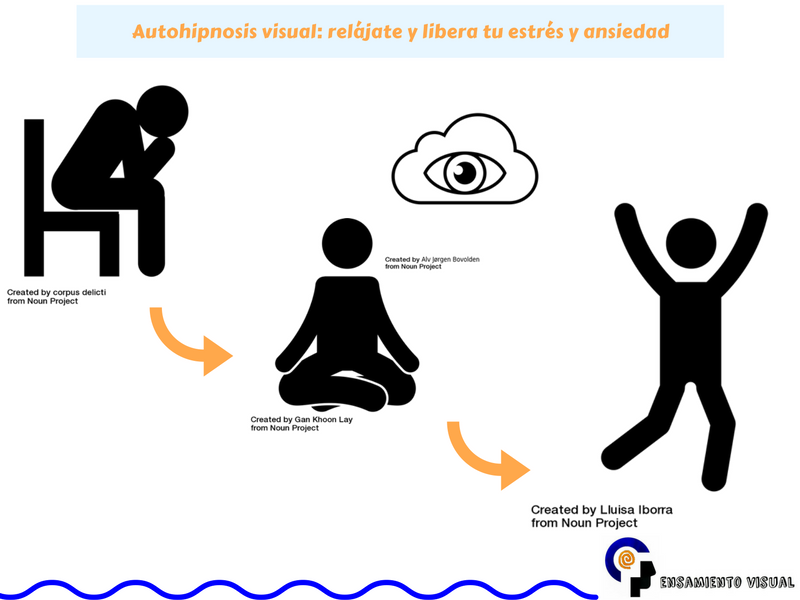 Autohipnosis visual: relájate y libera tu estrés y ansiedad
Created by corpus delicti
from Noun Project
Created by Alv Jørgen Bovolden
from Noun Project
Created by Gan Khoon Lay
from Noun Project
Created by Lluisa Iborra
from Noun Project
PENSAMIENTO VISUAL